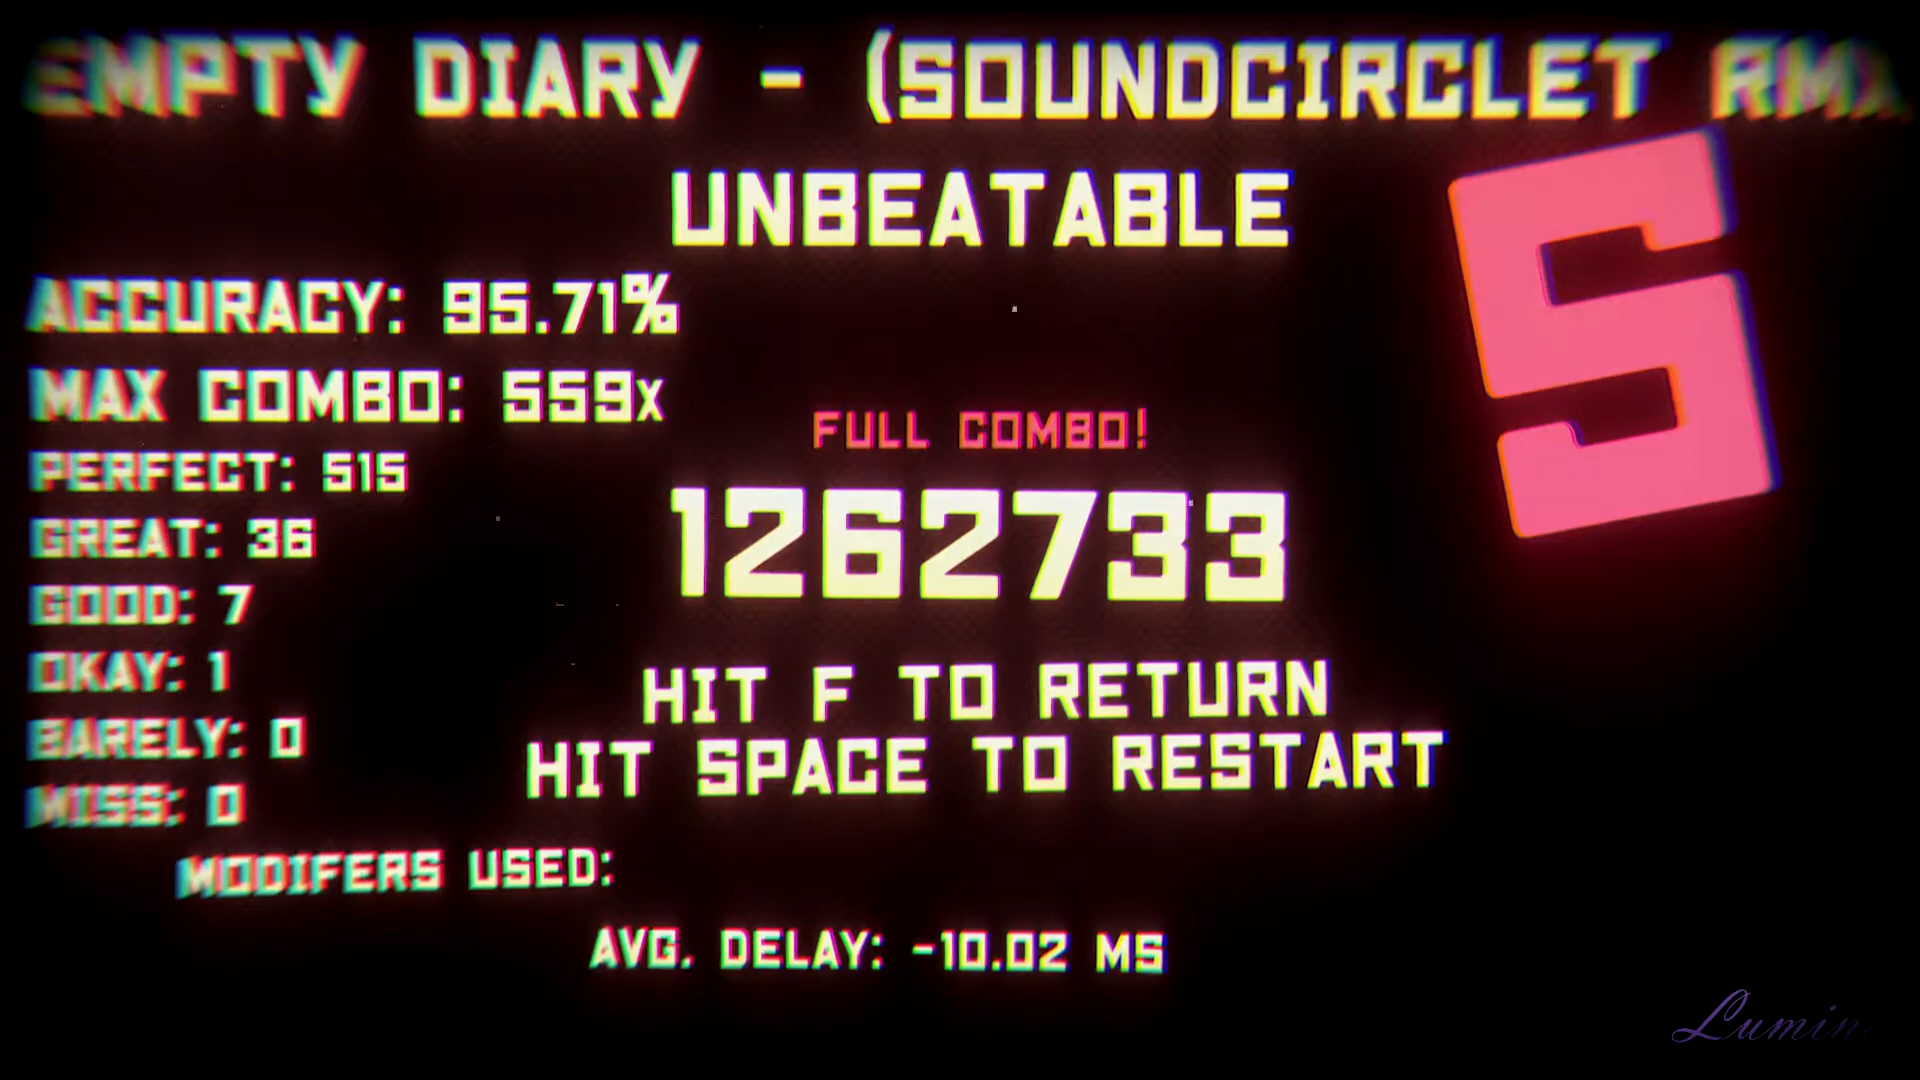 EMPTY DIARY - (SOUNDCIRCLET RMX
UNBEATABLE
S
ACCURACY: 95.71%
MAX COMBO: 559x
PERFECT: 515
GREAT: 36
GOOD: 7
OKAY: 1
BARELY: 0
MISS: 0
FULL COMBO!
1262733
HIT F TO RETURN
HIT SPACE TO RESTART
MODIFERS USED:
AVG. DELAY: -10.02 MS